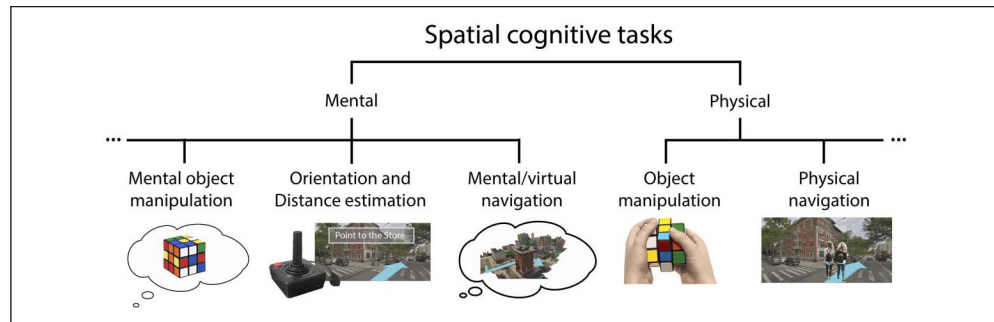 Spatial cognitive tasks
Mental
Physical
...
...
Mental object
manipulation
Orientation and
Distance estimation
Mental/virtual
navigation
Object
manipulation
Physical
navigation
Point to the Store